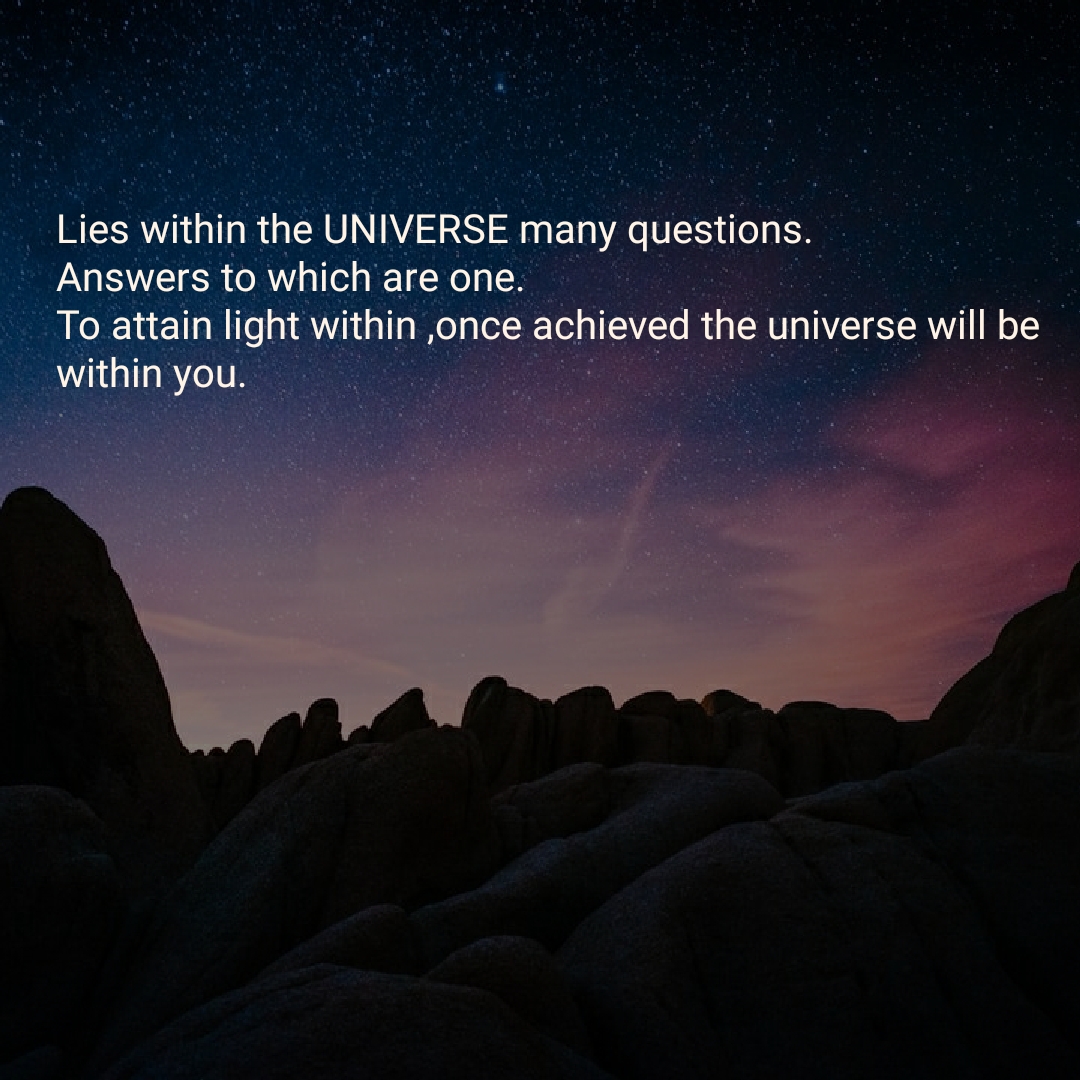 Lies within the UNIVERSE many questions.
Answers to which are one.
To attain light within ,once achieved the universe will be
within you.